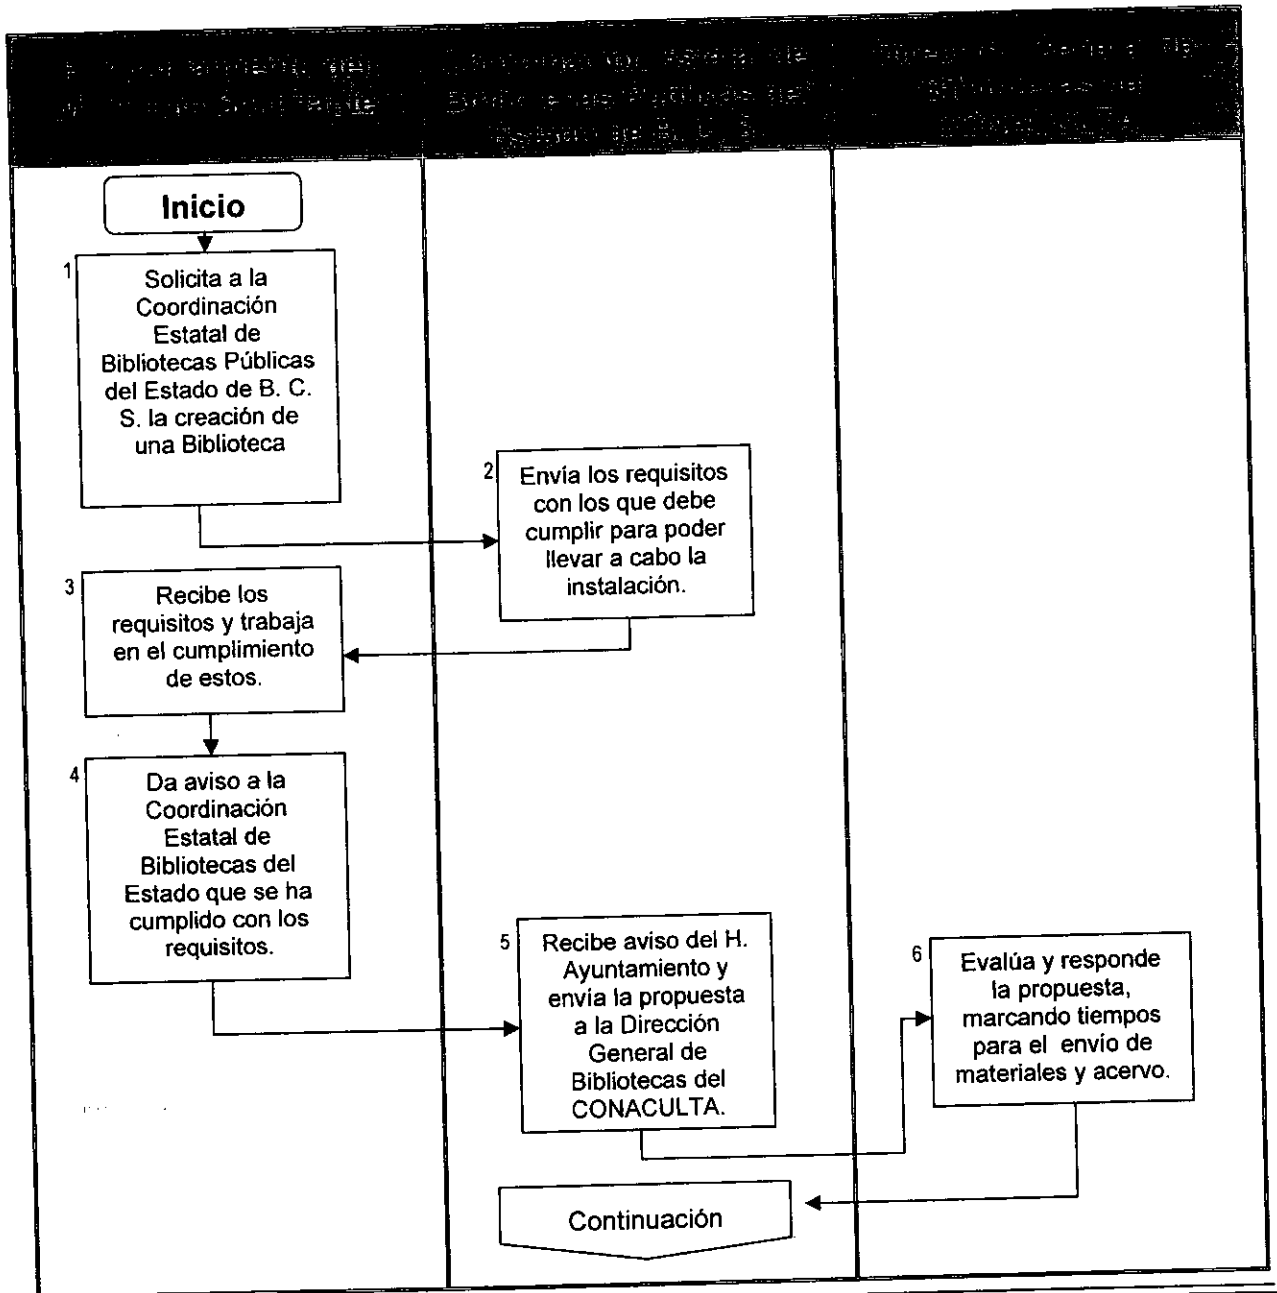 Inicio
1
Solicita a la
Coordinación
Estatal de
Bibliotecas Públicas
del Estado de B. C.
S. la creación de
una Biblioteca
2
Envía los requisitos
con los que debe
cumplir para poder
llevar a cabo la
instalación.
3
Recibe los
requisitos y trabaja
en el cumplimiento
de estos.
4
Da aviso a la
Coordinación
Estatal de
Bibliotecas del
Estado que se ha
cumplido con los
requisitos.
5
Recibe aviso del H.
Ayuntamiento y
envía la propuesta
a la Dirección
General de
Bibliotecas del
CONACULTA.
6
Evalúa y responde
la propuesta,
marcando tiempos
para el envío de
materiales y acervo.
Continuación